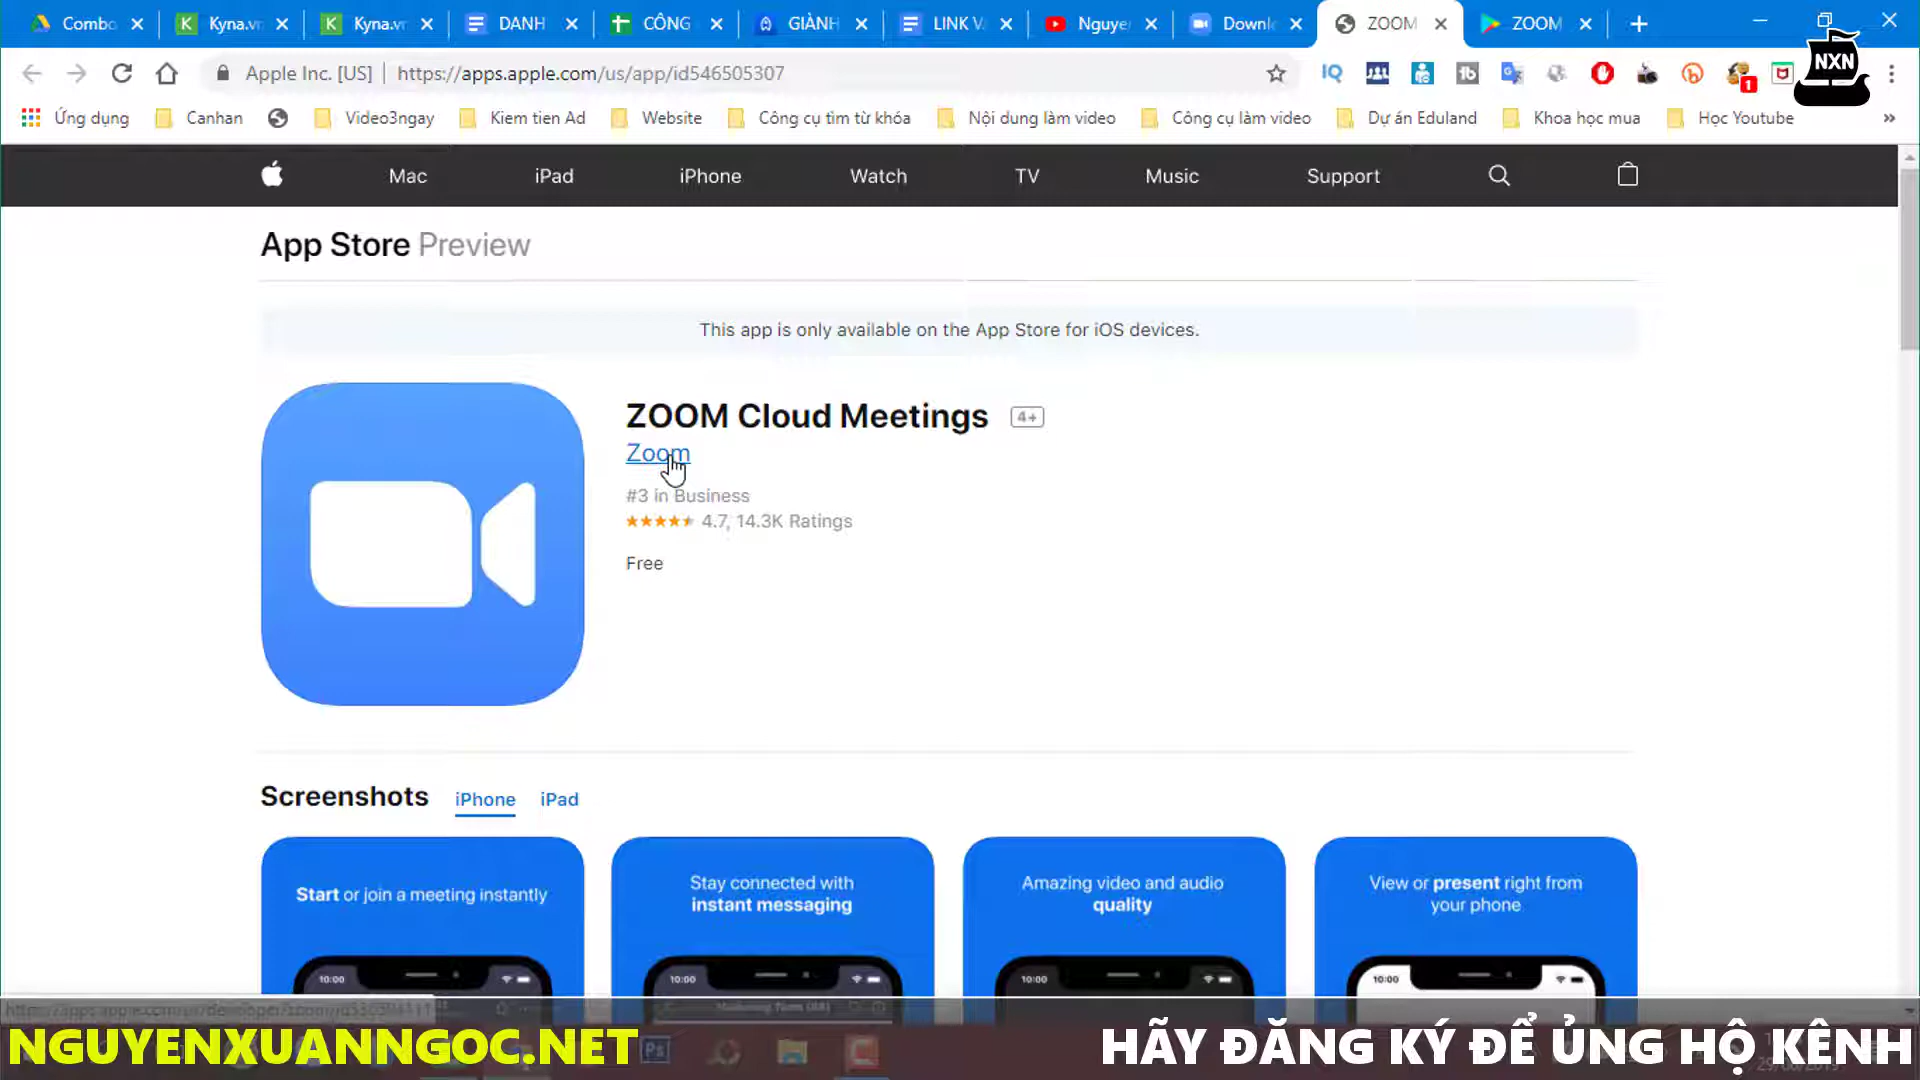 Combo
Kyna.vn
Kyna.vn
DANH
CÔNG
GIÀNH
LINK V
Nguye
Downl
ZOOM
ZOOM
Apple Inc. [US]
https://apps.apple.com/us/app/id546505307
NXN
Ứng dụng
Canhan
Video3ngay
Kiem tien Ad
Website
Công cụ tìm từ khóa
Nội dung làm video
Công cụ làm video
Dự án Eduland
Khoa học mua
Học Youtube
»
Mac
iPad
iPhone
Watch
TV
Music
Support
App Store Preview
This app is only available on the App Store for iOS devices.
ZOOM Cloud Meetings 4+
Zoom
#3 in Business
4.7, 14.3K Ratings
Free
Screenshots
iPhone
iPad
Start or join a meeting instantly
Stay connected with
instant messaging
Amazing video and audio
quality
View or present right from
your phone
10:00
10:00
10:00
10:00
NGUYENXUANNGOC.NET
Ps
HÃY ĐĂNG KÝ ĐỂ ỦNG HỘ KÊNH